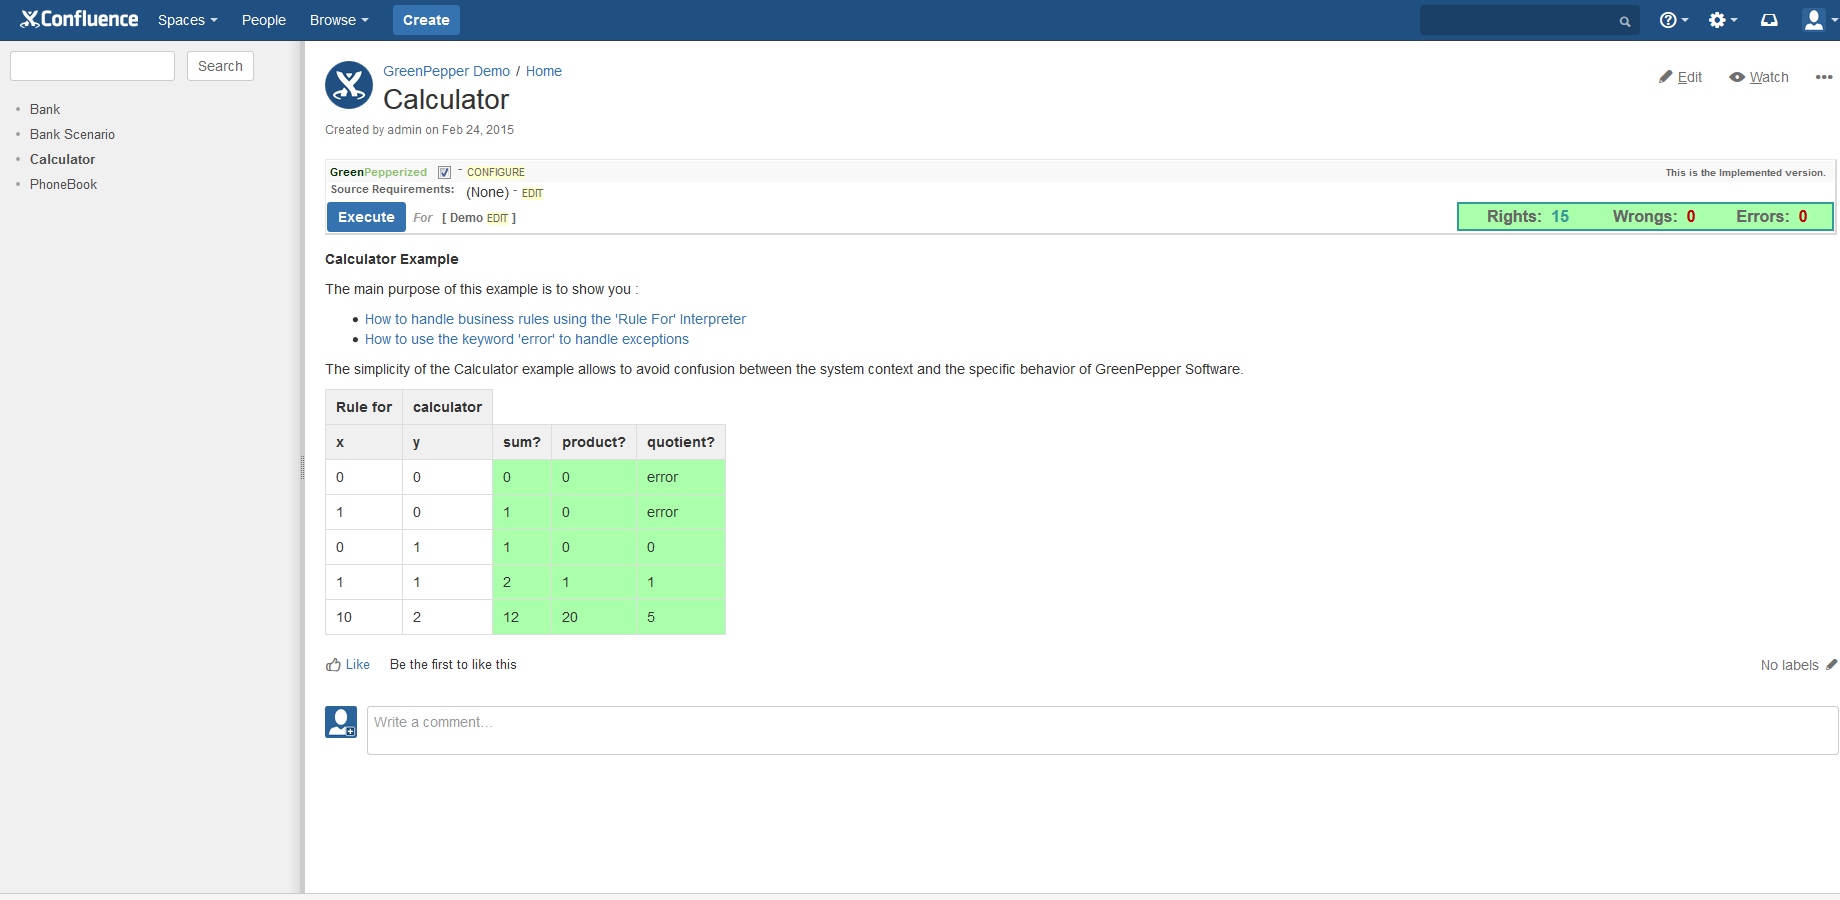 Confluence Spaces People Browse Create
Search
Bank
Bank Scenario
Calculator
PhoneBook
GreenPepper Demo / Home
Calculator
Created by admin on Feb 24, 2015
Edit Watch
GreenPepperized - CONFIGURE This is the Implemented version.
Source Requirements: (None) - EDIT
Execute For [ Demo EDIT ] Rights: 15 Wrongs: 0 Errors: 0
Calculator Example
The main purpose of this example is to show you :
How to handle business rules using the 'Rule For' Interpreter
How to use the keyword 'error' to handle exceptions
The simplicity of the Calculator example allows to avoid confusion between the system context and the specific behavior of GreenPepper Software.
Rule for calculator
x y sum? product? quotient?
0 0 0 0 error
1 0 1 0 error
0 1 1 0 0
1 1 2 1 1
10 2 12 20 5
Like Be the first to like this No labels
Write a comment...